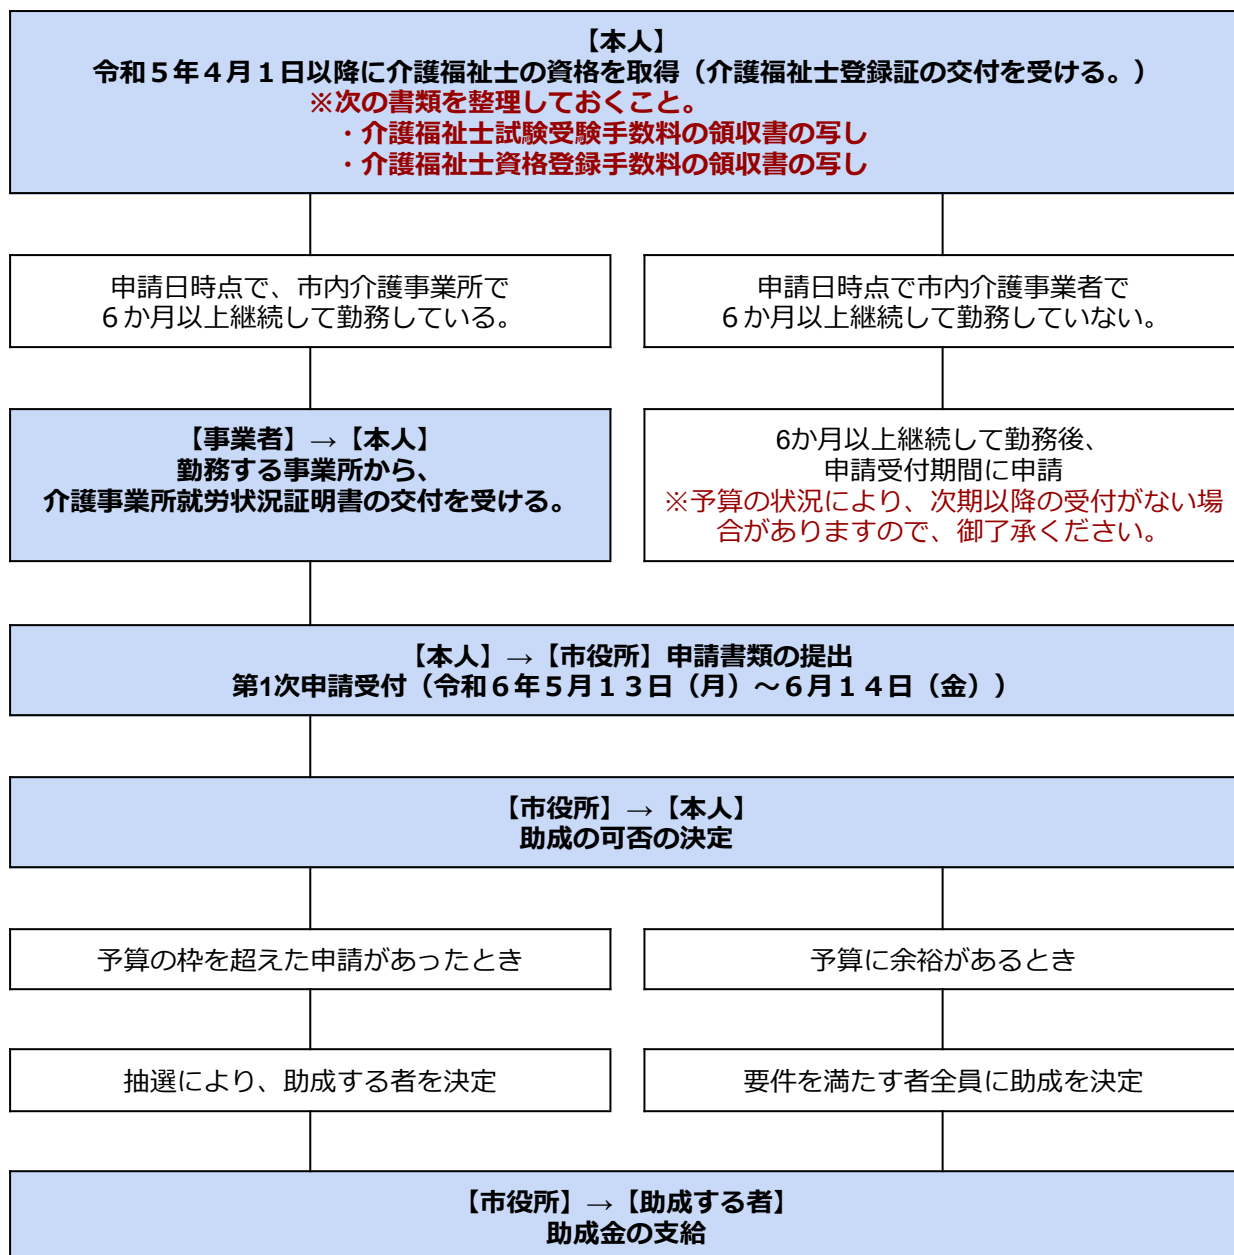 【本人】
令和５年４月１日以降に介護福祉士の資格を取得（介護福祉士登録証の交付を受ける。）
※次の書類を整理しておくこと。
・介護福祉士試験受験手数料の領収書の写し
・介護福祉士資格登録手数料の領収書の写し
申請日時点で、市内介護事業所で
６か月以上継続して勤務している。
申請日時点で市内介護事業者で
６か月以上継続して勤務していない。
【事業者】→【本人】
勤務する事業所から、
介護事業所就労状況証明書の交付を受ける。
6か月以上継続して勤務後、
申請受付期間に申請
※予算の状況により、次期以降の受付がない場
合がありますので、御了承ください。
【本人】→【市役所】申請書類の提出
第1次申請受付（令和６年５月１３日（月）～６月１４日（金））
【市役所】→【本人】
助成の可否の決定
予算の枠を超えた申請があったとき
予算に余裕があるとき
抽選により、助成する者を決定
要件を満たす者全員に助成を決定
【市役所】→【助成する者】
助成金の支給